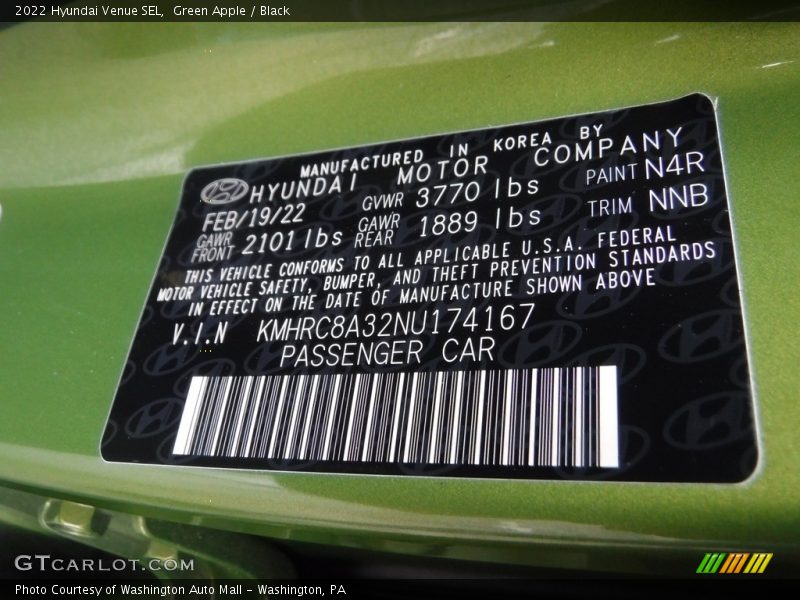 2022 Hyundai Venue SEL, Green Apple / Black
MANUFACTURED IN KOREA BY
HYUNDAI MOTOR COMPANY
FEB/19/22 GVWR 3770 lbs PAINT N4R
GAWR FRONT 2101 lbs GAWR REAR 1889 lbs TRIM NNB
THIS VEHICLE CONFORMS TO ALL APPLICABLE U.S.A. FEDERAL
MOTOR VEHICLE SAFETY, BUMPER, AND THEFT PREVENTION STANDARDS
IN EFFECT ON THE DATE OF MANUFACTURE SHOWN ABOVE
V.I.N KMHRC8A32NU174167
PASSENGER CAR
GTCARLOT.COM
Photo Courtesy of Washington Auto Mall - Washington, PA